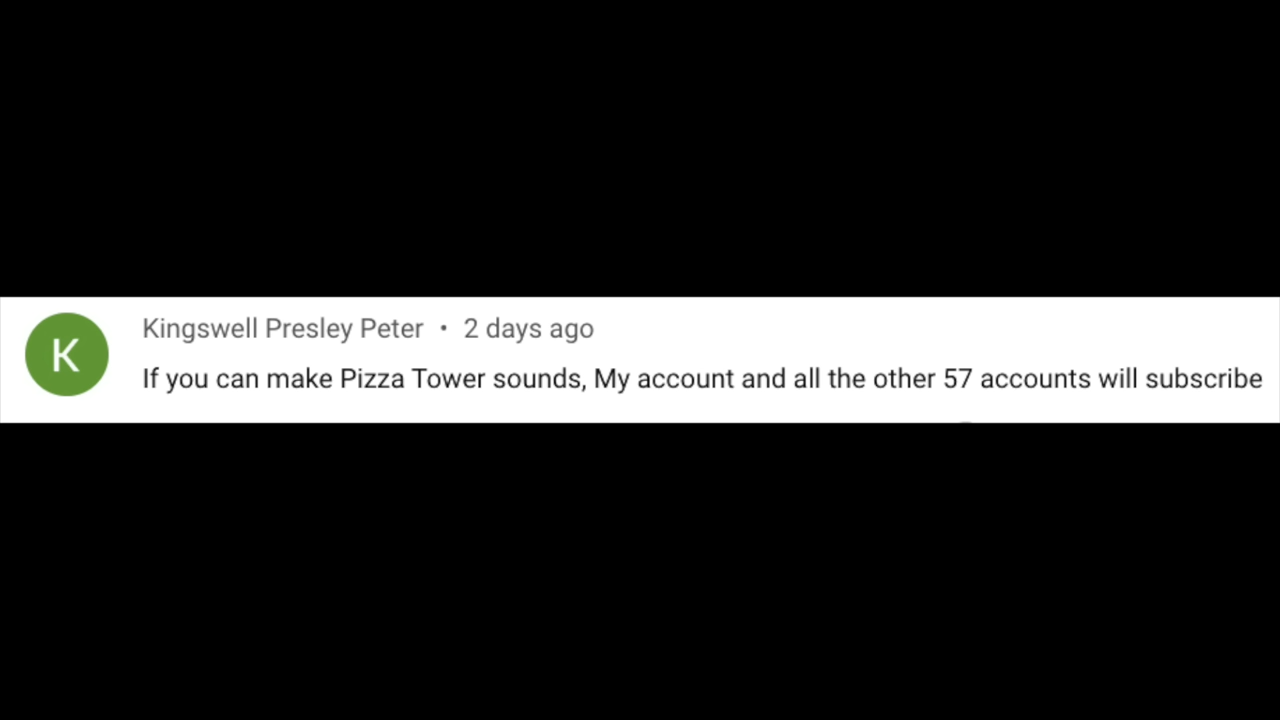 K
Kingswell Presley Peter • 2 days ago
If you can make Pizza Tower sounds, My account and all the other 57 accounts will subscribe